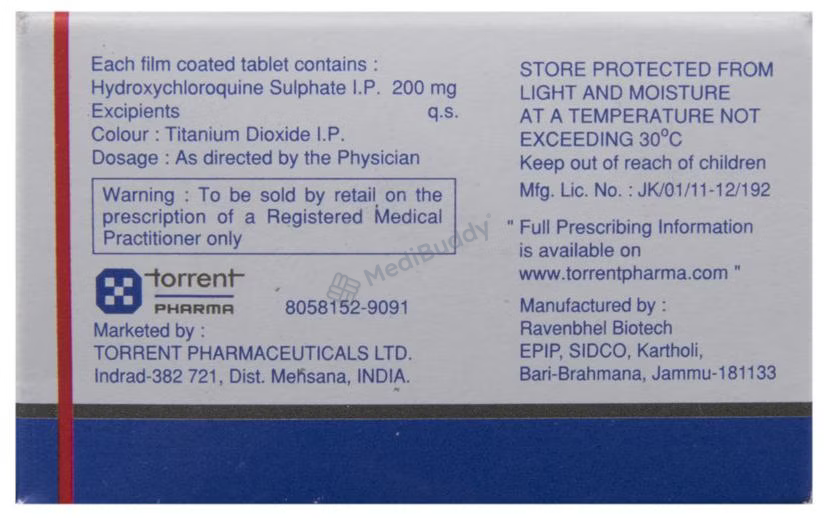 Each film coated tablet contains :
Hydroxychloroquine Sulphate I.P. 200 mg
Excipients q.s.
Colour : Titanium Dioxide I.P.
Dosage : As directed by the Physician
Warning : To be sold by retail on the
prescription of a Registered Medical
Practitioner only
torrent
PHARMA
8058152-9091
Marketed by :
TORRENT PHARMACEUTICALS LTD.
Indrad-382 721, Dist. Mehsana, INDIA.
STORE PROTECTED FROM
LIGHT AND MOISTURE
AT A TEMPERATURE NOT
EXCEEDING 30°C
Keep out of reach of children
Mfg. Lic. No. : JK/01/11-12/192
" Full Prescribing Information
is available on
www.torrentpharma.com "
Manufactured by :
Ravenbhel Biotech
EPIP, SIDCO, Kartholi,
Bari-Brahmana, Jammu-181133
MediBuddy